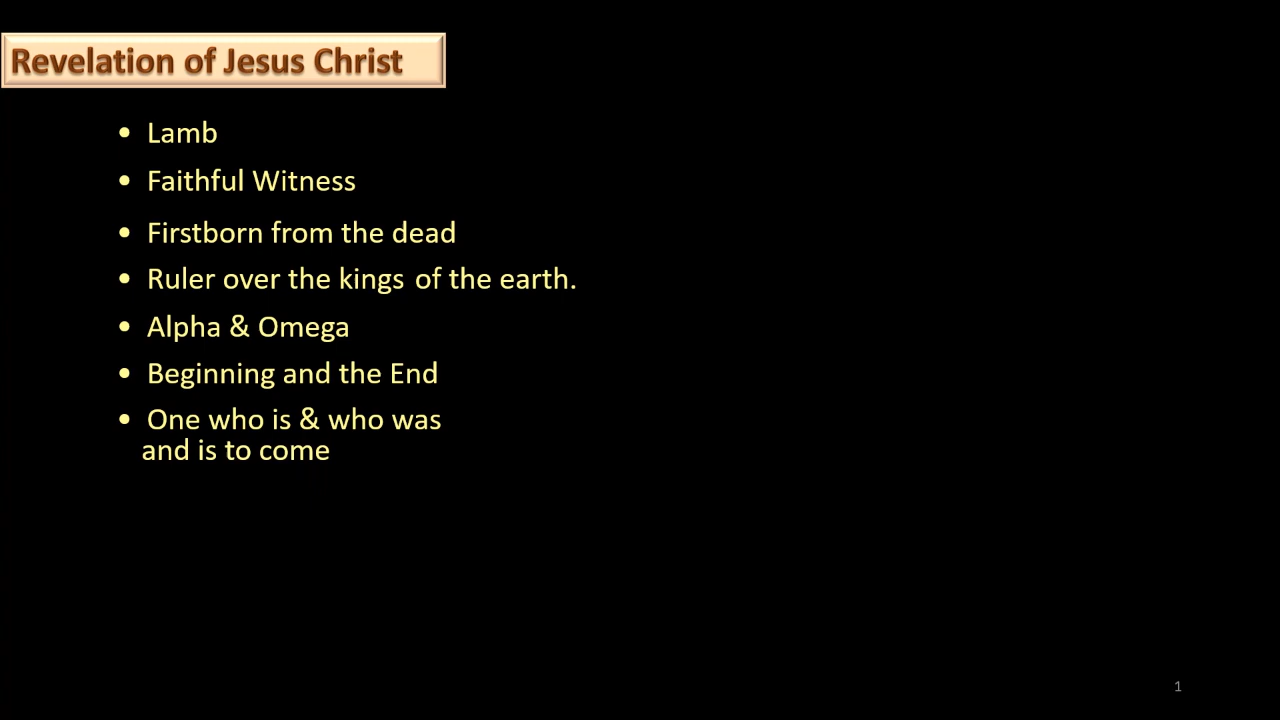 Revelation of Jesus Christ
• Lamb
• Faithful Witness
• Firstborn from the dead
• Ruler over the kings of the earth.
• Alpha & Omega
• Beginning and the End
• One who is & who was
and is to come
1